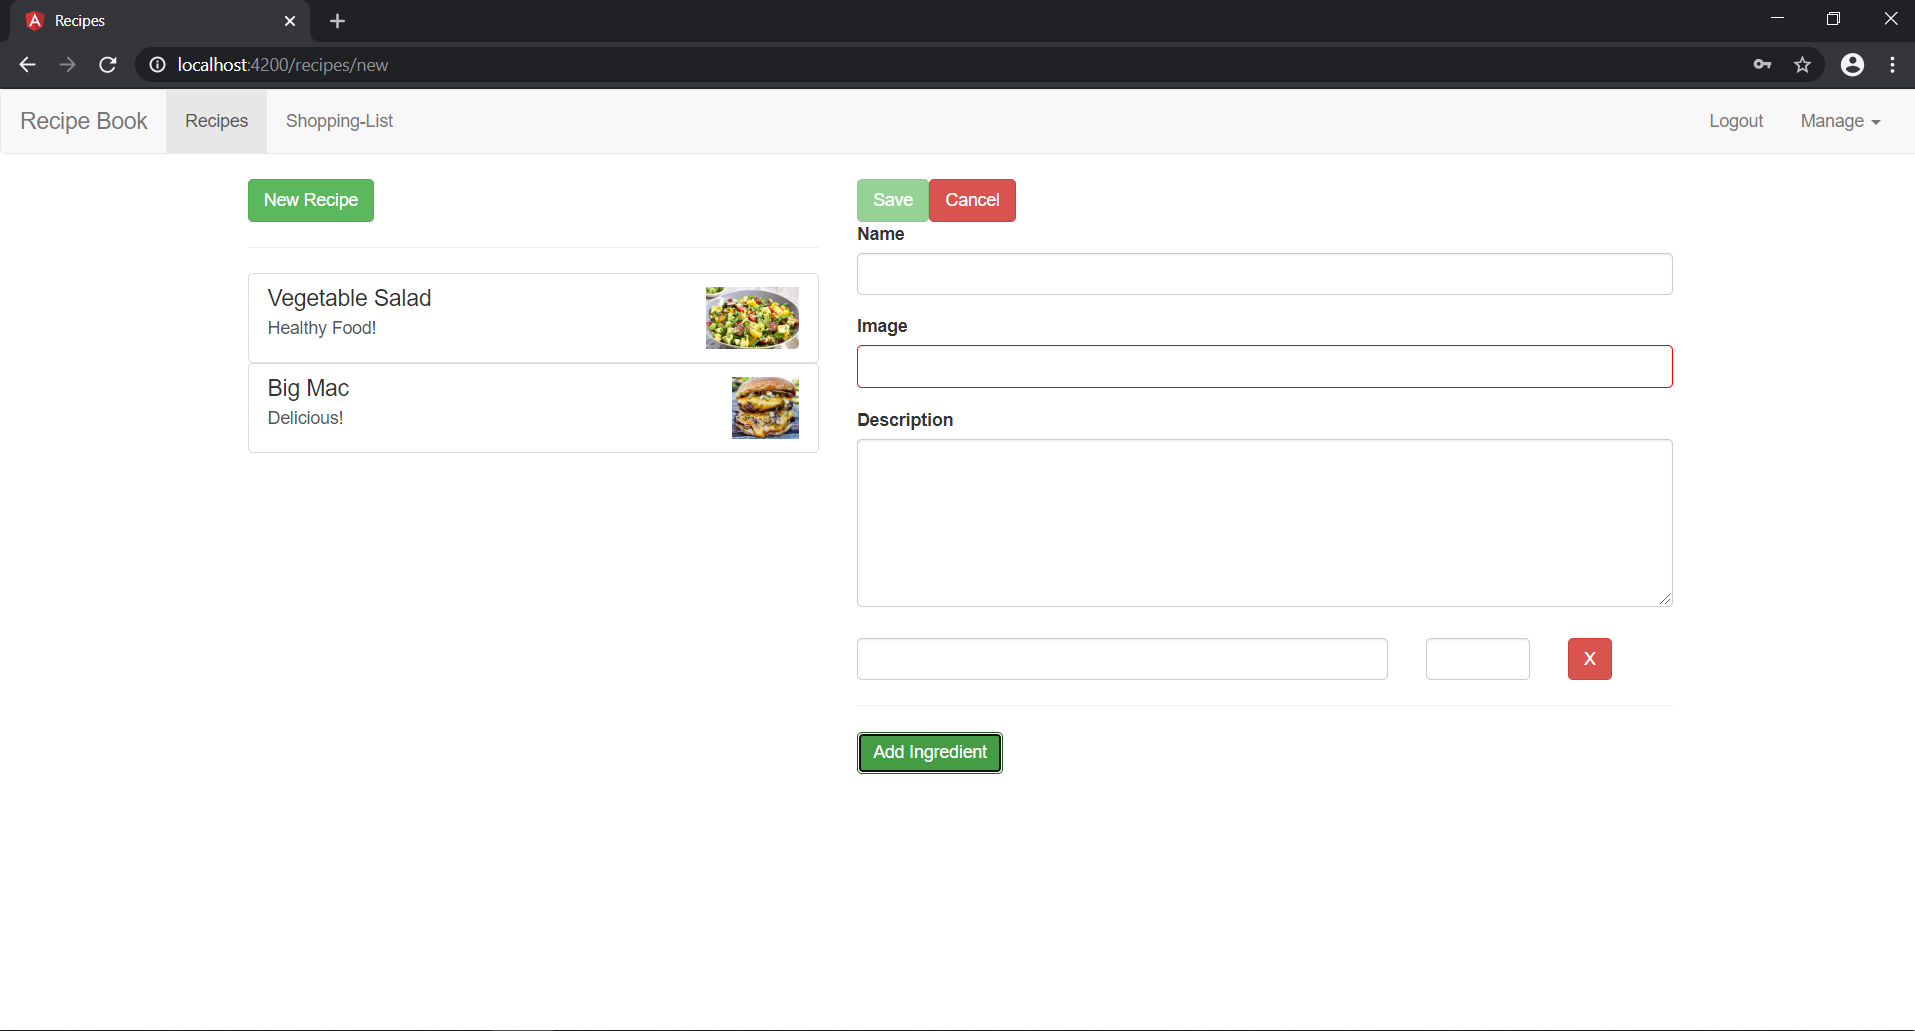 Recipes
localhost:4200/recipes/new
Recipe Book
Recipes
Shopping-List
Logout
Manage
New Recipe
Vegetable Salad
Healthy Food!
Big Mac
Delicious!
Save
Cancel
Name
Image
Description
X
Add Ingredient